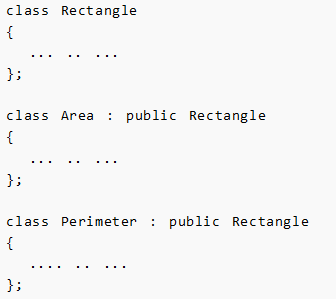 class Rectangle
{
... .. ...
};
class Area : public Rectangle
{
... .. ...
};
class Perimeter : public Rectangle
{
.... .. ...
};